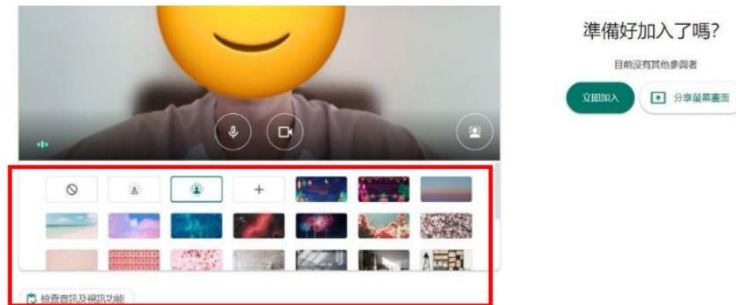 準備好加入了嗎?
目前沒有其他參與者
立即加入
分享螢幕畫面
檢查音訊及視訊功能